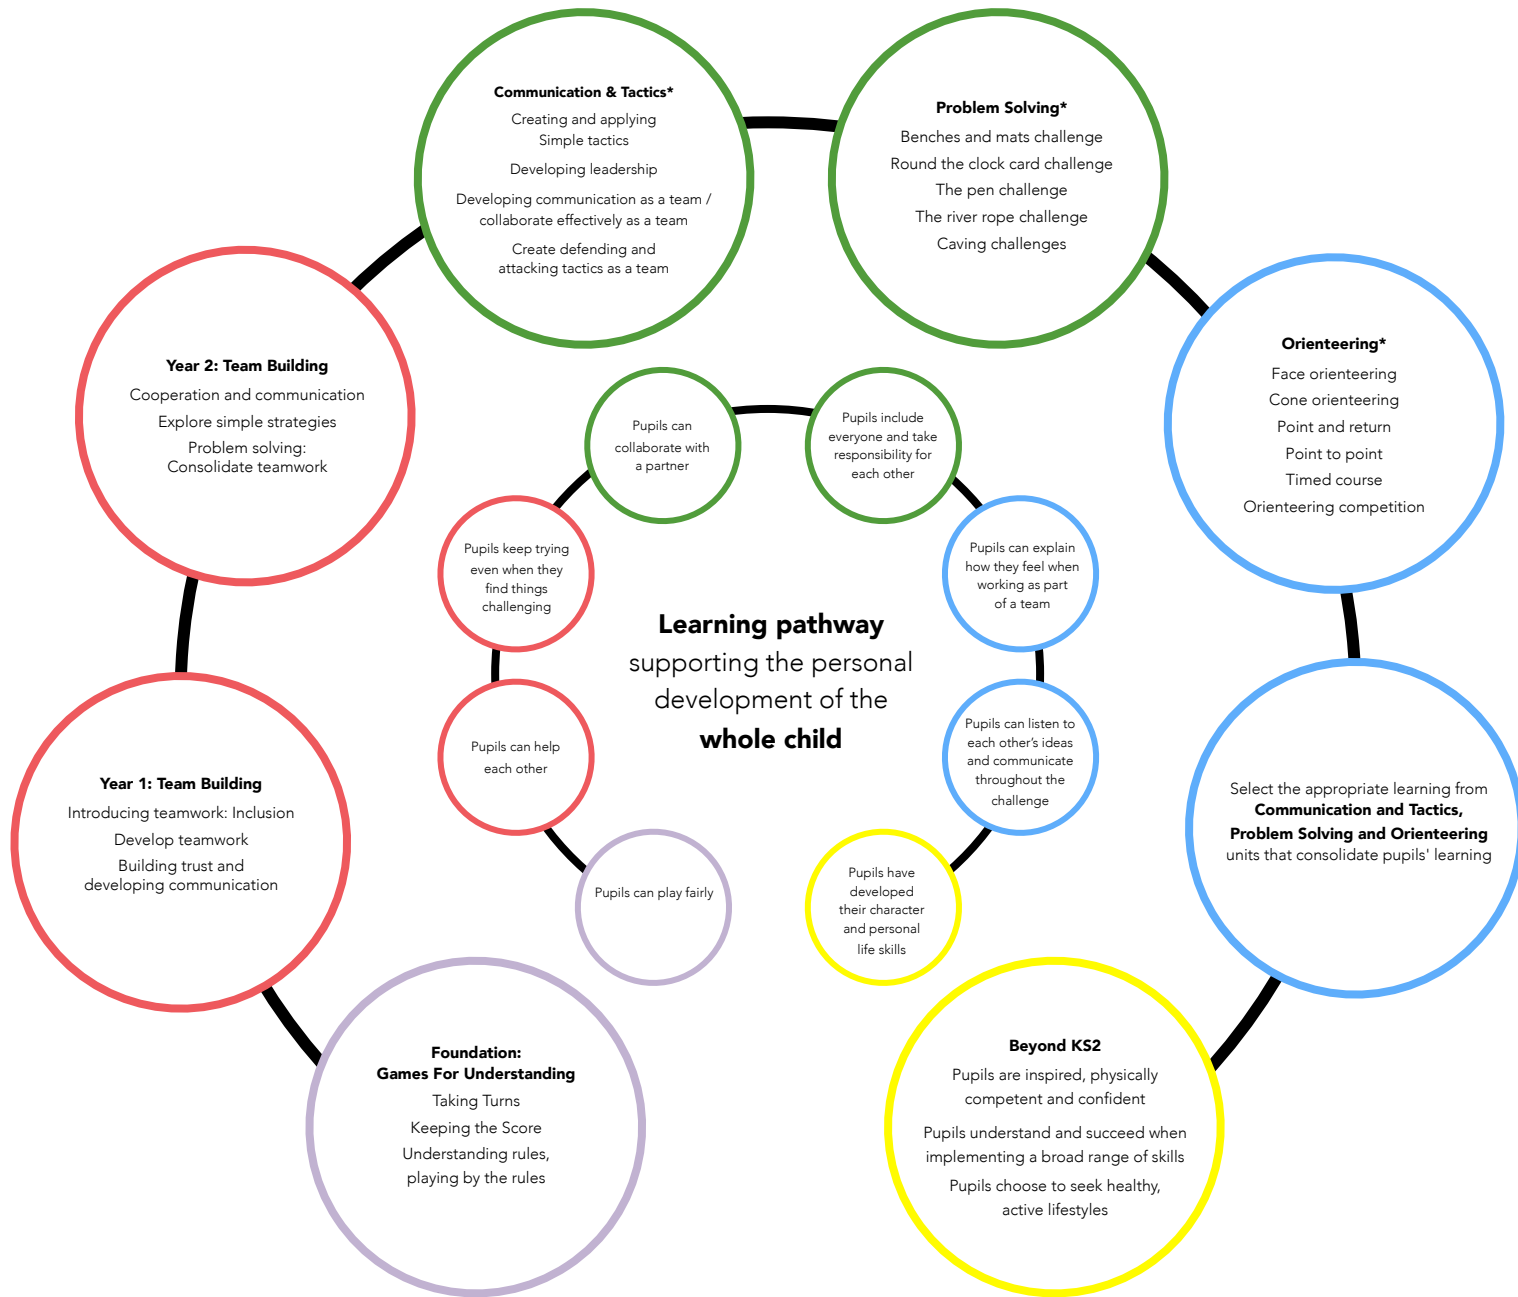 Communication & Tactics*
Creating and applying
Simple tactics
Developing leadership
Developing communication as a team /
collaborate effectively as a team
Create defending and
attacking tactics as a team
Problem Solving*
Benches and mats challenge
Round the clock card challenge
The pen challenge
The river rope challenge
Caving challenges
Year 2: Team Building
Cooperation and communication
Explore simple strategies
Problem solving:
Consolidate teamwork
Orienteering*
Face orienteering
Cone orienteering
Point and return
Point to point
Timed course
Orienteering competition
Pupils can
collaborate with
a partner
Pupils include
everyone and take
responsibility for
each other
Pupils keep trying
even when they
find things
challenging
Pupils can explain
how they feel when
working as part
of a team
Learning pathway
supporting the personal
development of the
whole child
Pupils can help
each other
Pupils can listen to
each other's ideas
and communicate
throughout the
challenge
Year 1: Team Building
Introducing teamwork: Inclusion
Develop teamwork
Building trust and
developing communication
Select the appropriate learning from
Communication and Tactics,
Problem Solving and Orienteering
units that consolidate pupils' learning
Pupils can play fairly
Pupils have
developed
their character
and personal
life skills
Foundation:
Games For Understanding
Taking Turns
Keeping the Score
Understanding rules,
playing by the rules
Beyond KS2
Pupils are inspired, physically
competent and confident
Pupils understand and succeed when
implementing a broad range of skills
Pupils choose to seek healthy,
active lifestyles